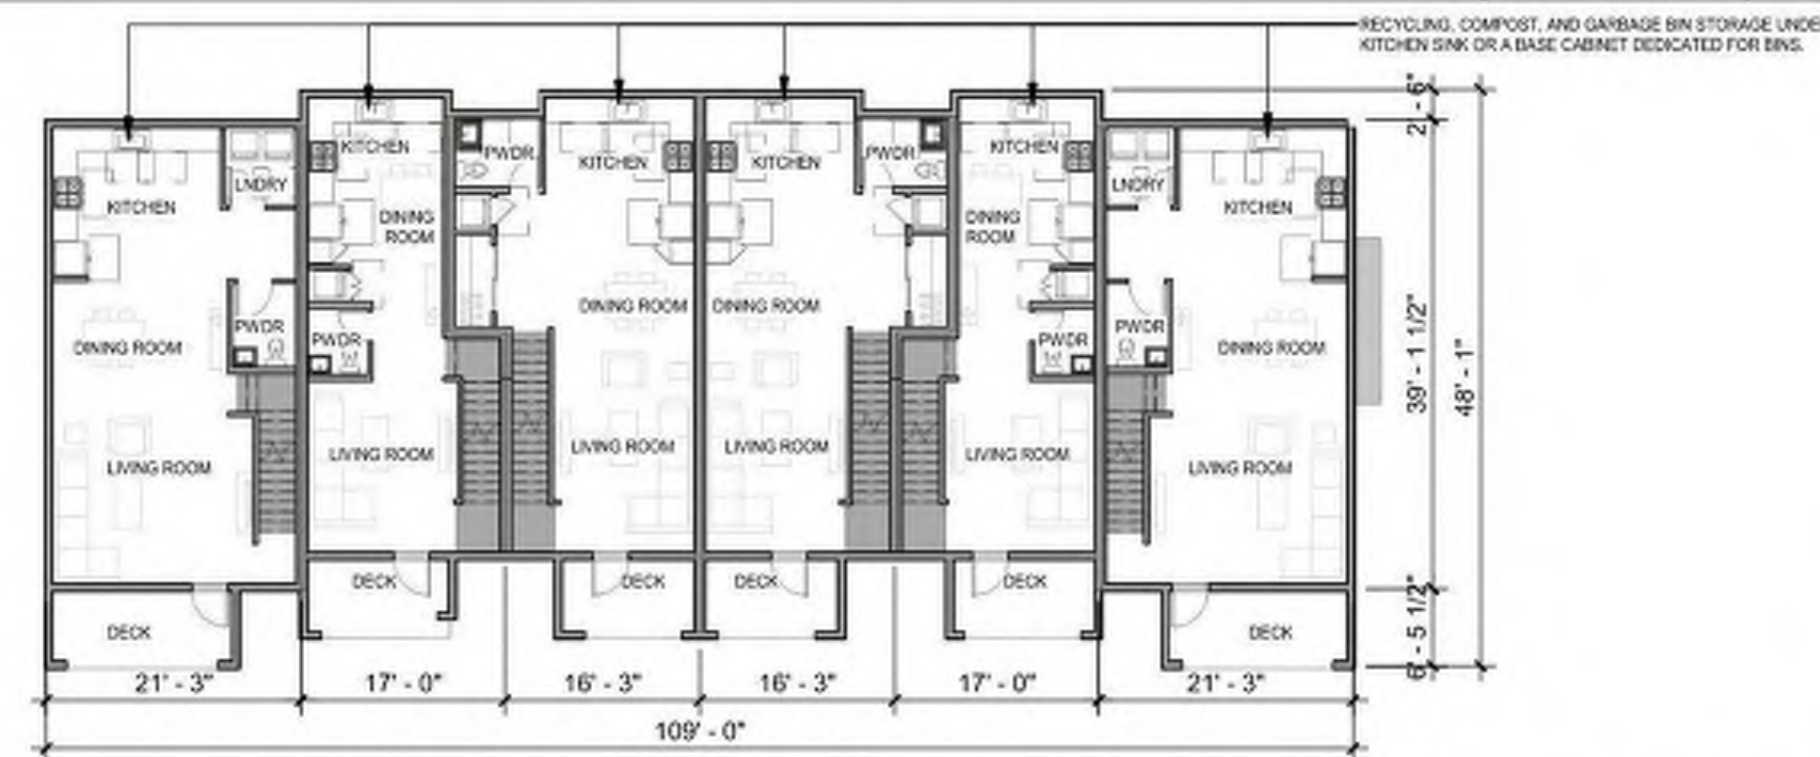 RECYCLING, COMPOST, AND GARBAGE BIN STORAGE UNDE
KITCHEN SINK OR A BASE CABINET DEDICATED FOR BINS.
KITCHEN
LNDRY
PWDR
DINING ROOM
LIVING ROOM
DECK
KITCHEN
DINING
ROOM
PWDR
LIVING ROOM
DECK
PWDR
KITCHEN
DINING ROOM
LIVING ROOM
DECK
KITCHEN
PWDR
DINING ROOM
LIVING ROOM
DECK
KITCHEN
DINING
ROOM
PWDR
LIVING ROOM
DECK
LNDRY
KITCHEN
PWDR
DINING ROOM
LIVING ROOM
DECK
2' - 6"
39' - 1 1/2"
48' - 1"
6' - 5 1/2"
21' - 3"
17' - 0"
16' - 3"
16' - 3"
17' - 0"
21' - 3"
109' - 0"